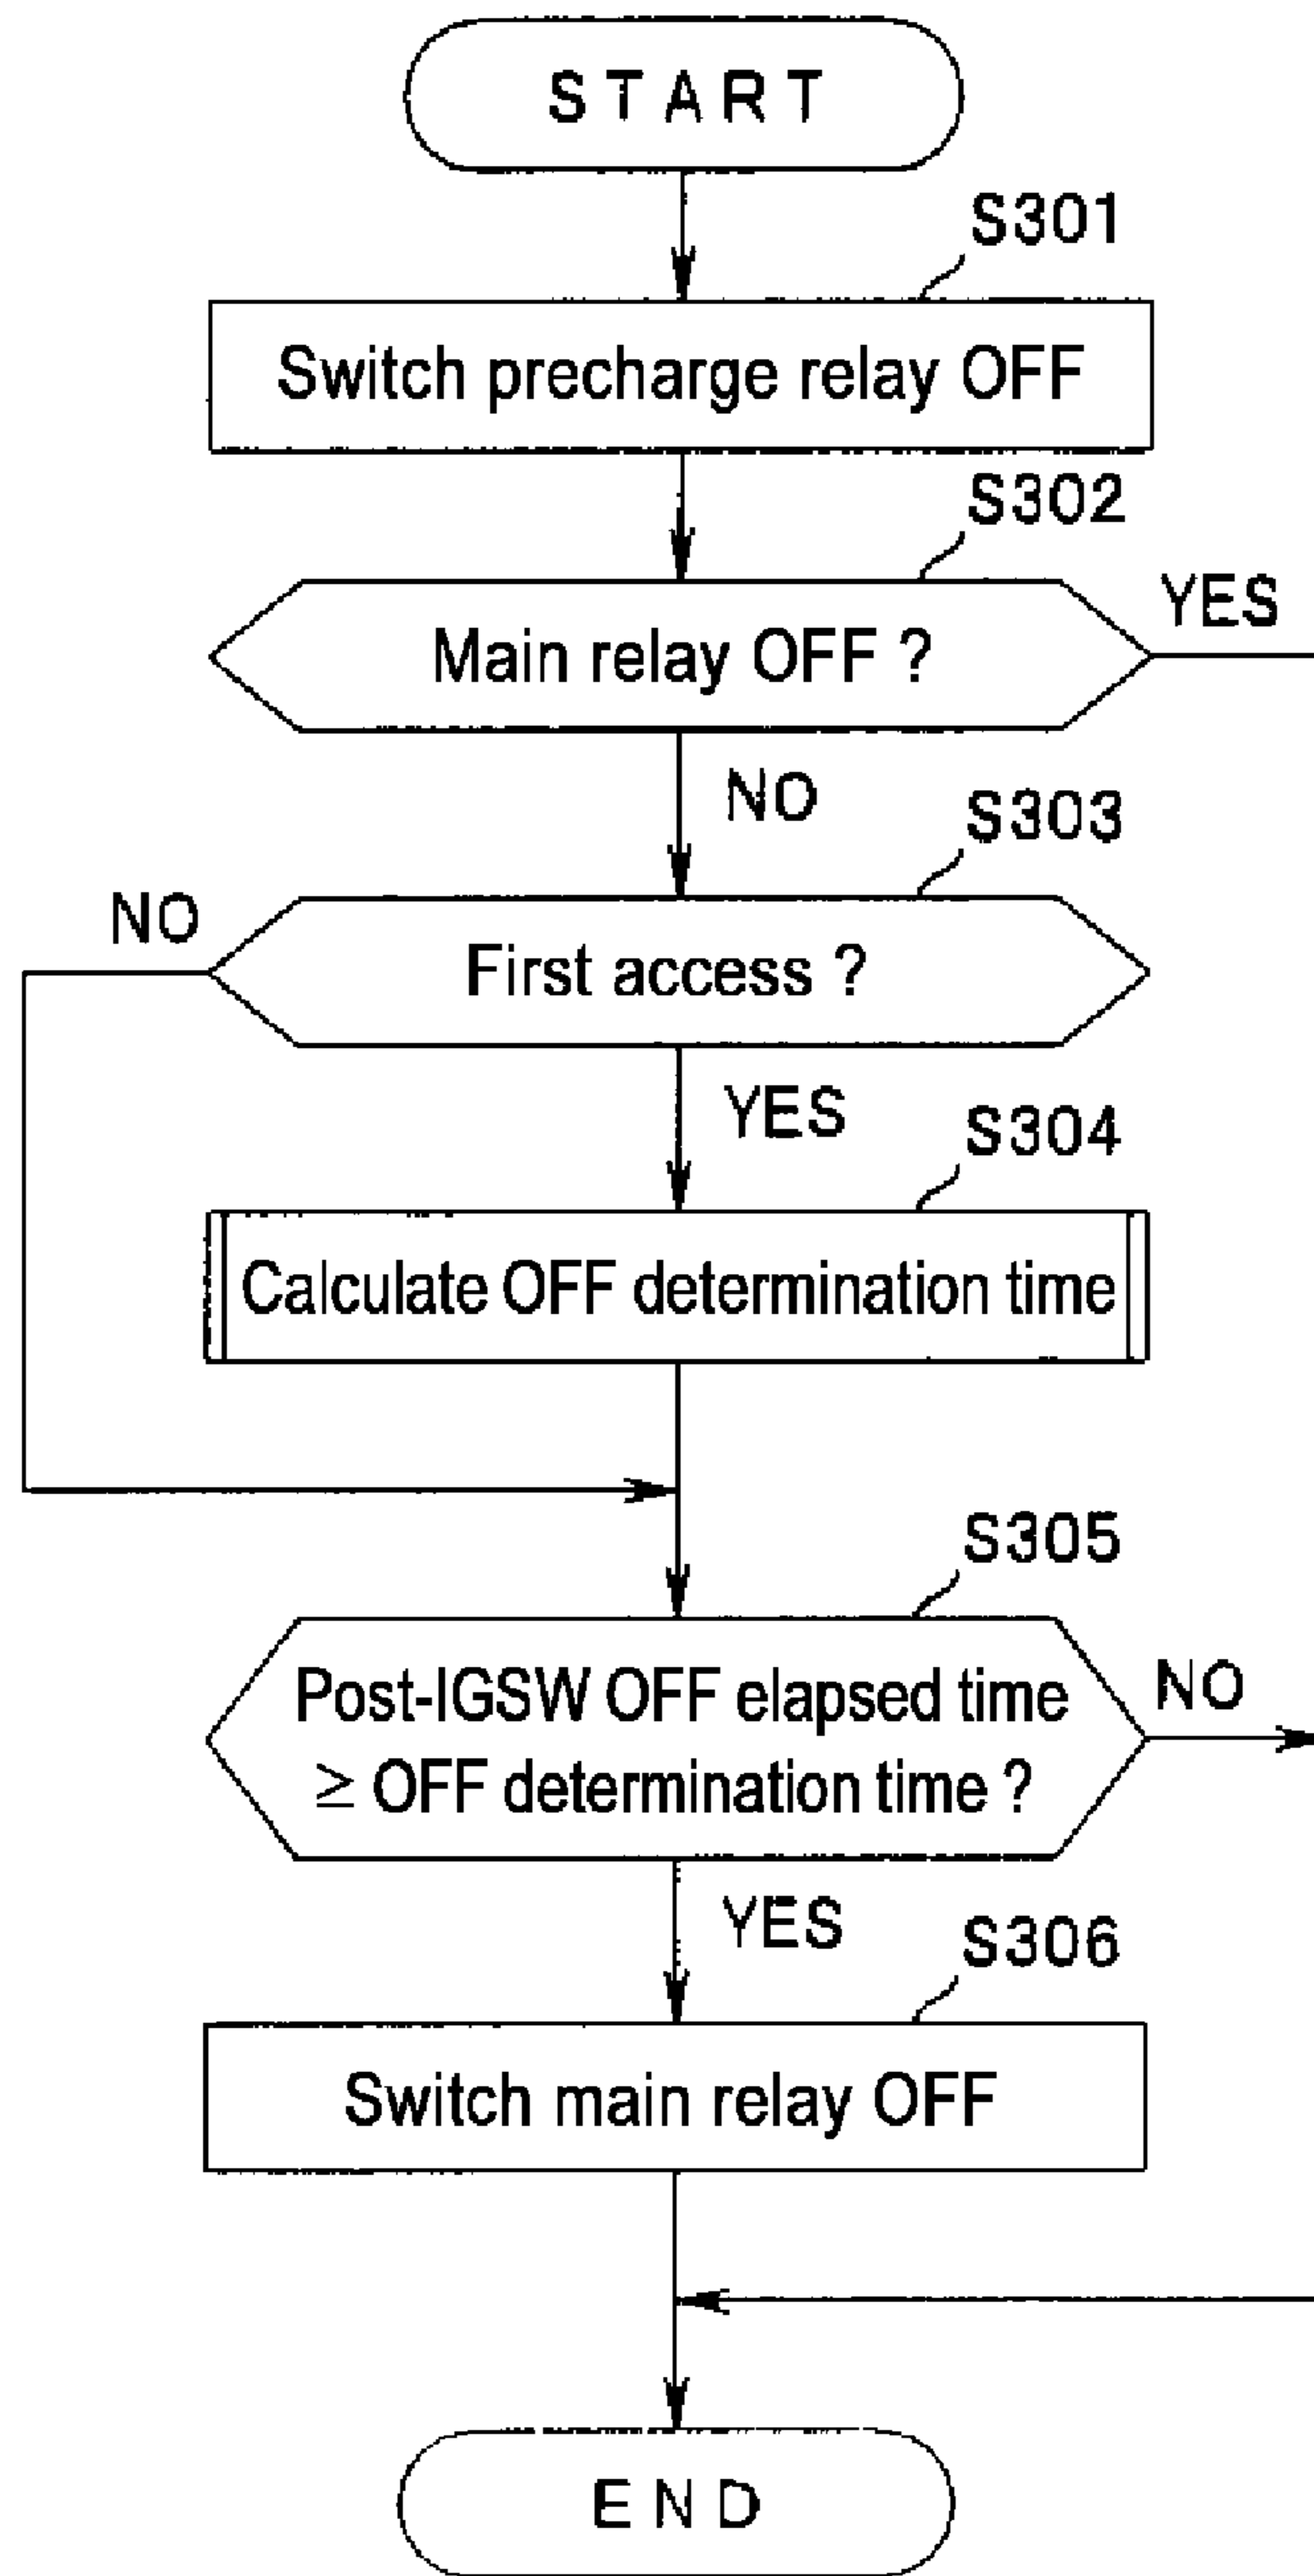 START
S301
Switch precharge relay OFF
S302
Main relay OFF ?
YES
NO
S303
NO
First access ?
YES
S304
Calculate OFF determination time
S305
Post-IGSW OFF elapsed time
≥ OFF determination time ?
NO
YES
S306
Switch main relay OFF
END